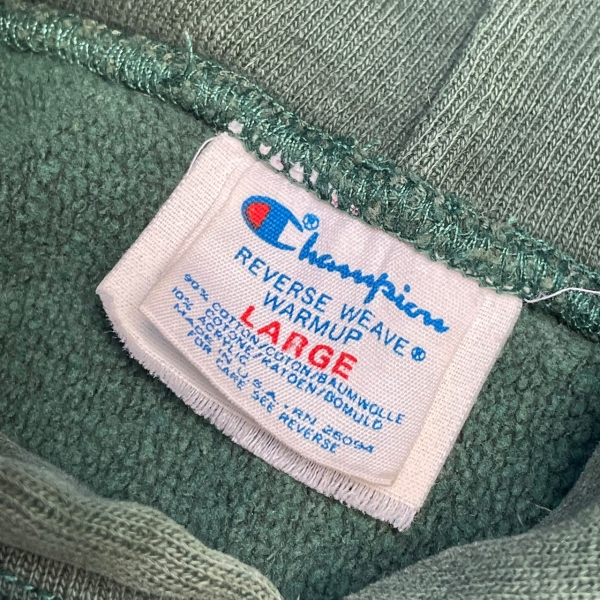 Champion®
REVERSE WEAVE®
WARMUP
LARGE
90% COTTON/COTON/BAUMWOLLE
COTTON/KATOEN/BOMULD
10% ACRYLIC
MADE IN U.S.A. RN 26094
FOR CARE SEE REVERSE